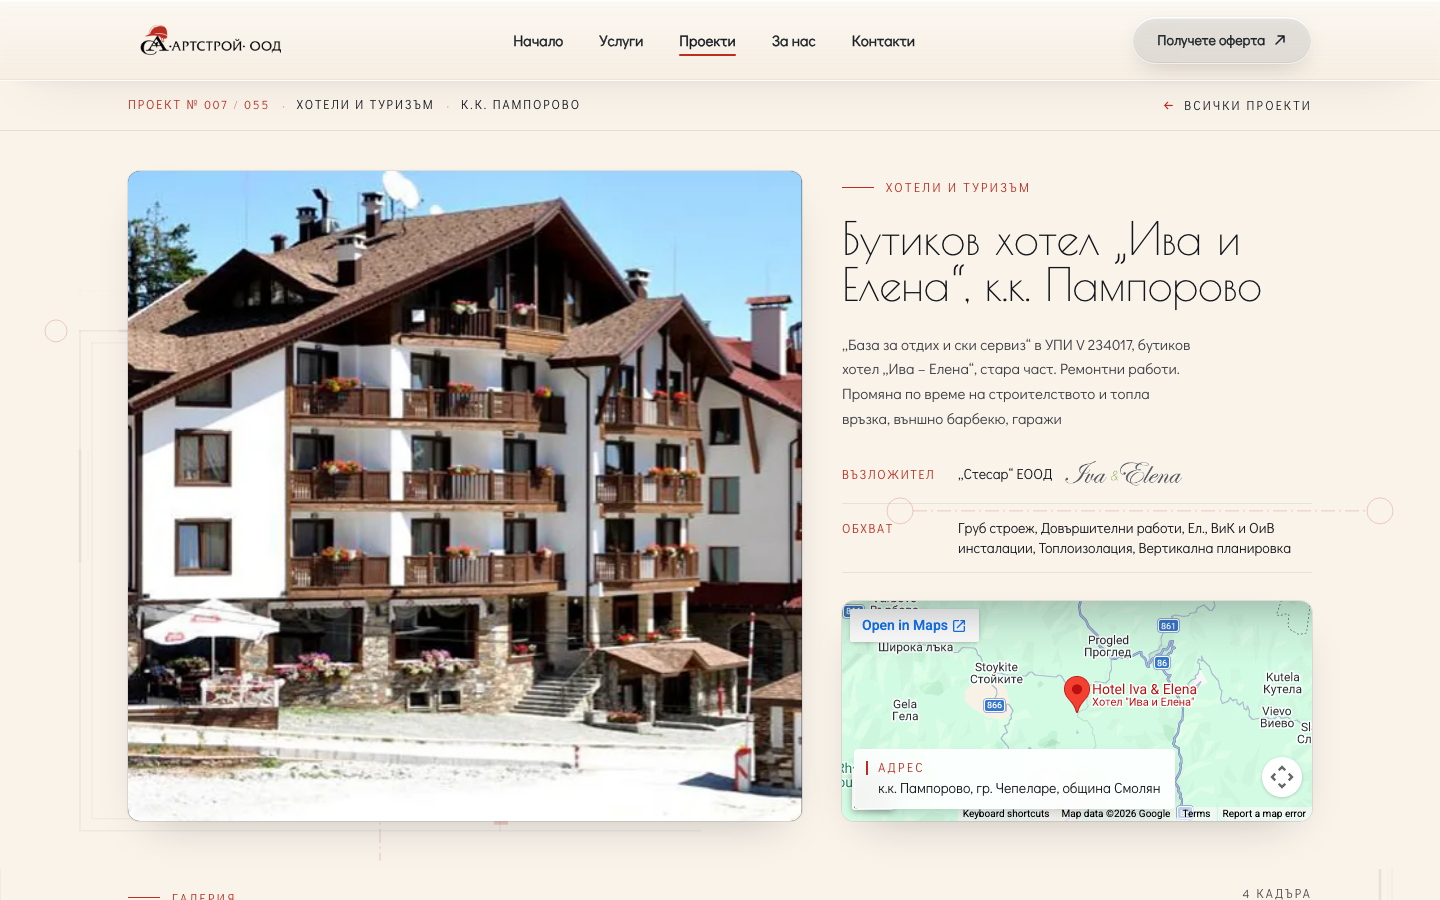 СА·АРТСТРОЙ· ООД
Начало
Услуги
Проекти
За нас
Контакти
Получете оферта
ПРОЕКТ № 007 / 055 · ХОТЕЛИ И ТУРИЗЪМ · К.К. ПАМПОРОВО
← ВСИЧКИ ПРОЕКТИ
ХОТЕЛИ И ТУРИЗЪМ
Бутиков хотел „Ива и
Елена“, к.к. Пампорово
„База за отдих и ски сервиз“ в УПИ V 234017, бутиков
хотел „Ива – Елена“, стара част. Ремонтни работи.
Промяна по време на строителството и топла
връзка, външно барбекю, гаражи
ВЪЗЛОЖИТЕЛ
„Стесар“ ЕООД
Iva & Elena
ОБХВАТ
Груб строеж, Довършителни работи, Ел., ВиК и ОиВ
инсталации, Топлоизолация, Вертикална планировка
Open in Maps
Широка лъка
861
Progled
Проглед
86
Stoykite
Стойките
866
Gela
Гела
Hotel Iva & Elena
Хотел "Ива и Елена"
Kutela
Кутела
Vievo
Виево
АДРЕС
к.к. Пампорово, гр. Чепеларе, община Смолян
Keyboard shortcuts
Map data ©2026 Google
Terms
Report a map error
ГАЛЕРИЯ
4 КАДЪРА